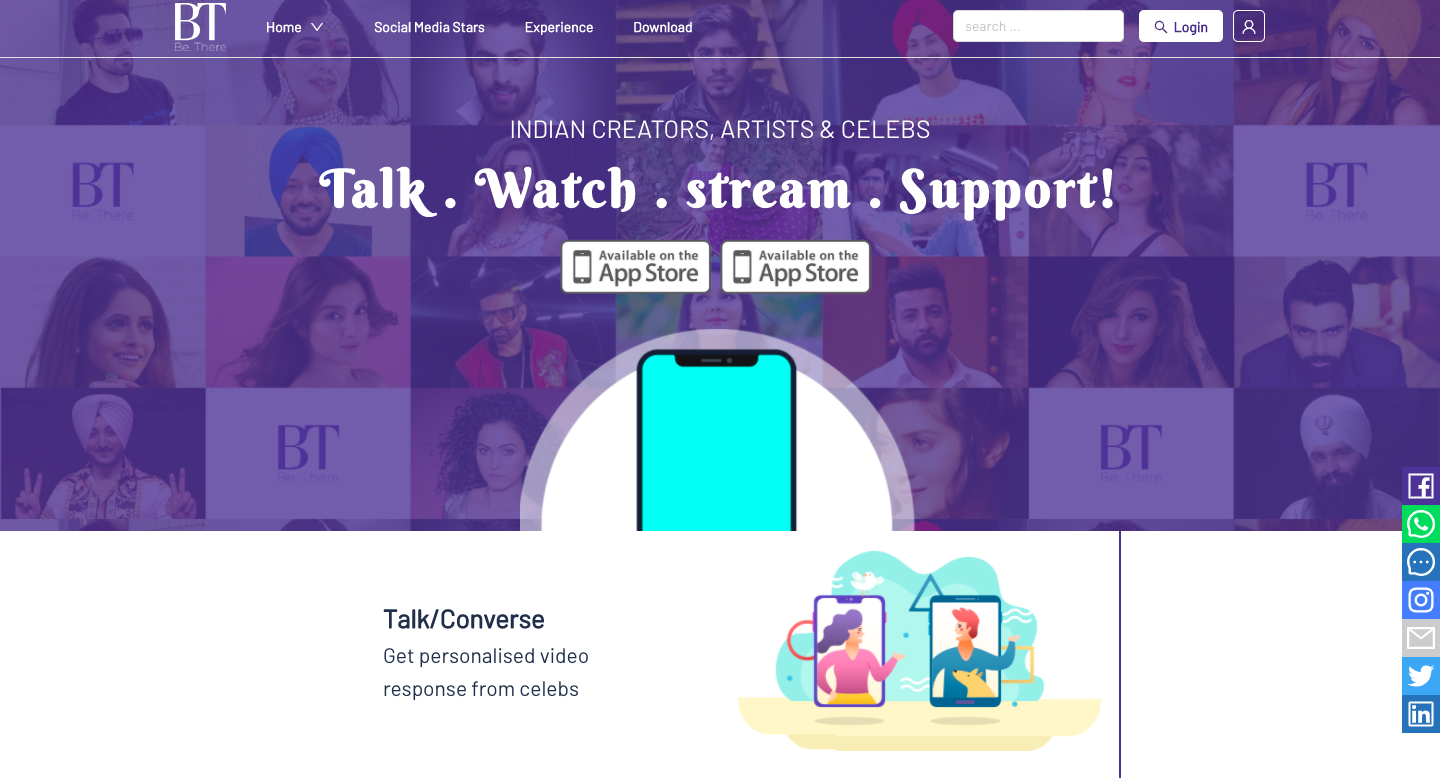 BT
Be. There
Home
Social Media Stars
Experience
Download
search ...
Login
INDIAN CREATORS, ARTISTS & CELEBS
Talk . Watch . stream . Support!
BT
Be. There
BT
Be. There
Available on the
App Store
Available on the
App Store
BT
Be. There
BT
Be. There
Talk/Converse
Get personalised video
response from celebs